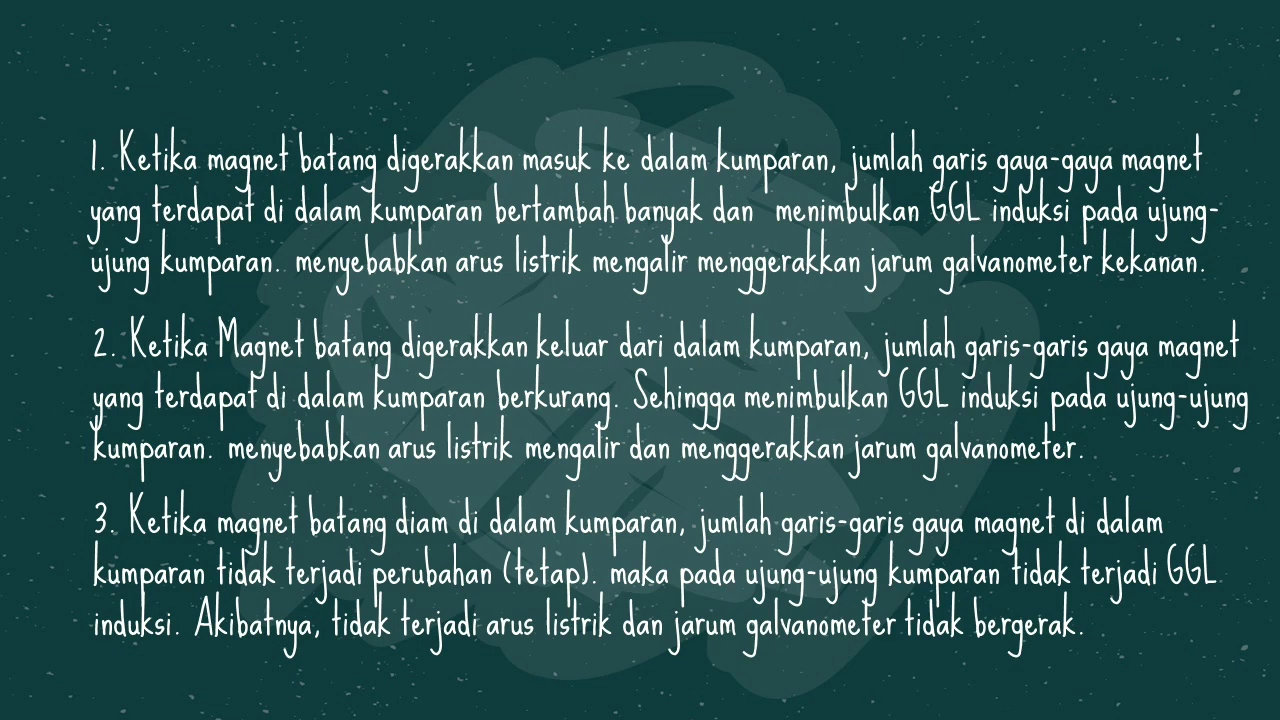 1. Ketika magnet batang digerakkan masuk ke dalam kumparan, jumlah garis gaya-gaya magnet
yang terdapat di dalam kumparan bertambah banyak dan menimbulkan GGL induksi pada ujung-
ujung kumparan. menyebabkan arus listrik mengalir menggerakkan jarum galvanometer kekanan.
2. Ketika Magnet batang digerakkan keluar dari dalam kumparan, jumlah garis-garis gaya magnet
yang terdapat di dalam kumparan berkurang. Sehingga menimbulkan GGL induksi pada ujung-ujung
kumparan. menyebabkan arus listrik mengalir dan menggerakkan jarum galvanometer.
3. Ketika magnet batang diam di dalam kumparan, jumlah garis-garis gaya magnet di dalam
kumparan tidak terjadi perubahan (tetap). maka pada ujung-ujung kumparan tidak terjadi GGL
induksi. Akibatnya, tidak terjadi arus listrik dan jarum galvanometer tidak bergerak.